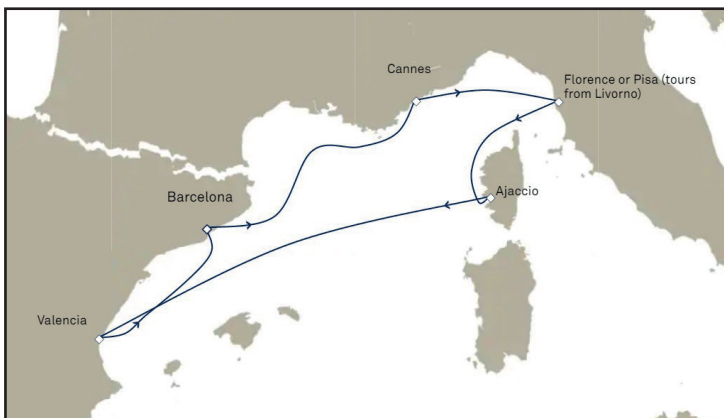 Cannes
Florence or Pisa (tours
from Livorno)
Barcelona
Ajaccio
Valencia